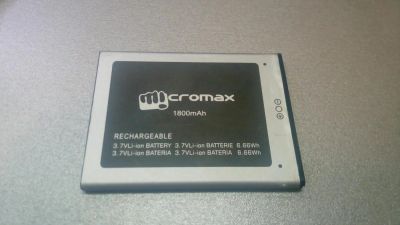 micromax
1800mAh
RECHARGEABLE
3.7VLi-ion BATTERY 3.7VLi-ion BATTERIE 6.66Wh
3.7VLi-ion BATERIA 3.7VLi-ion BATARIA 6.66Wh